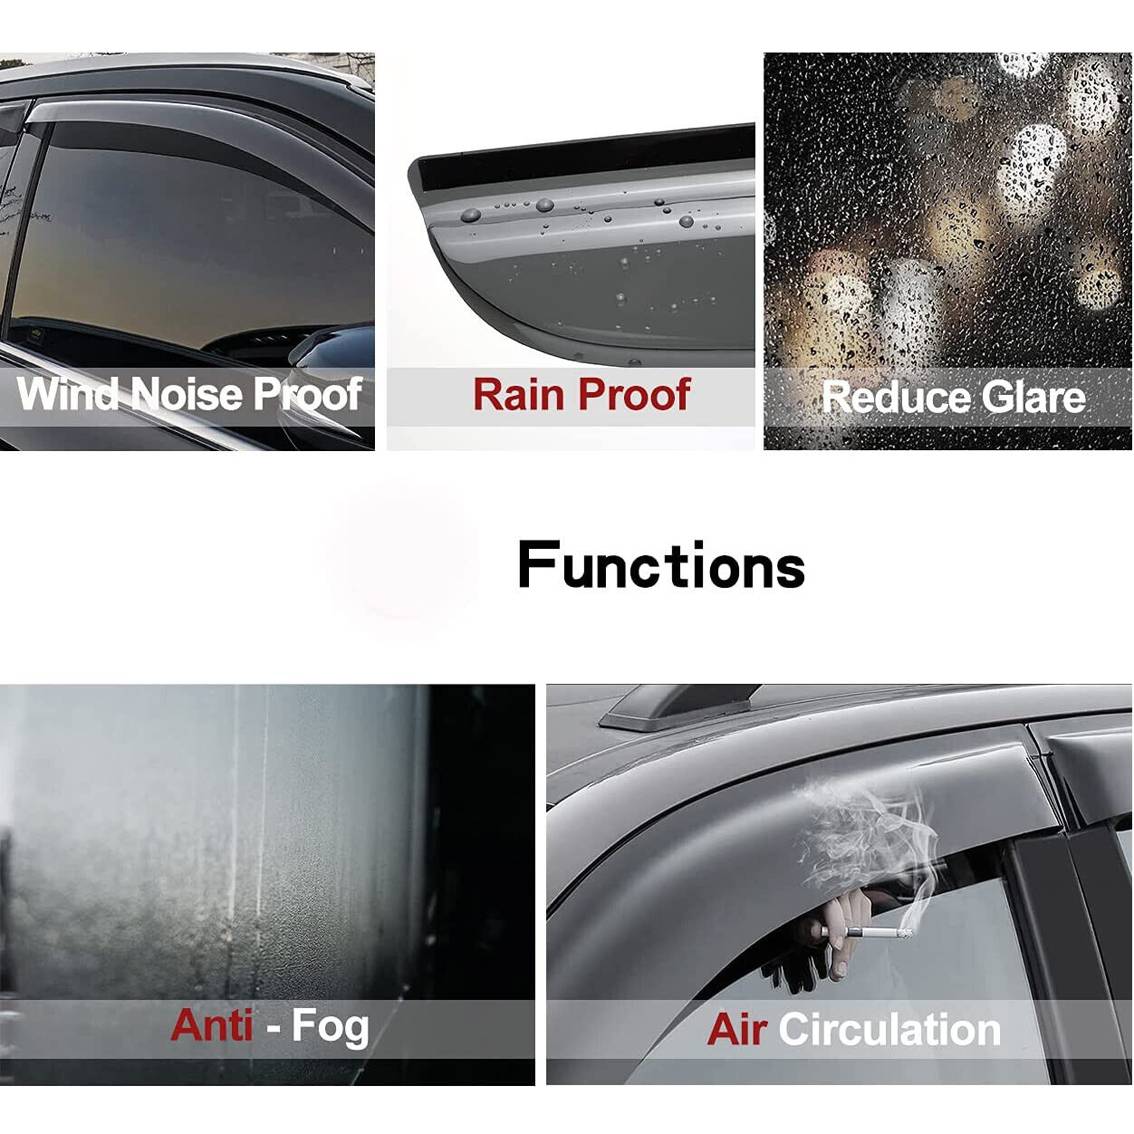 Wind Noise Proof
Rain Proof
Reduce Glare
Functions
Anti - Fog
Air Circulation